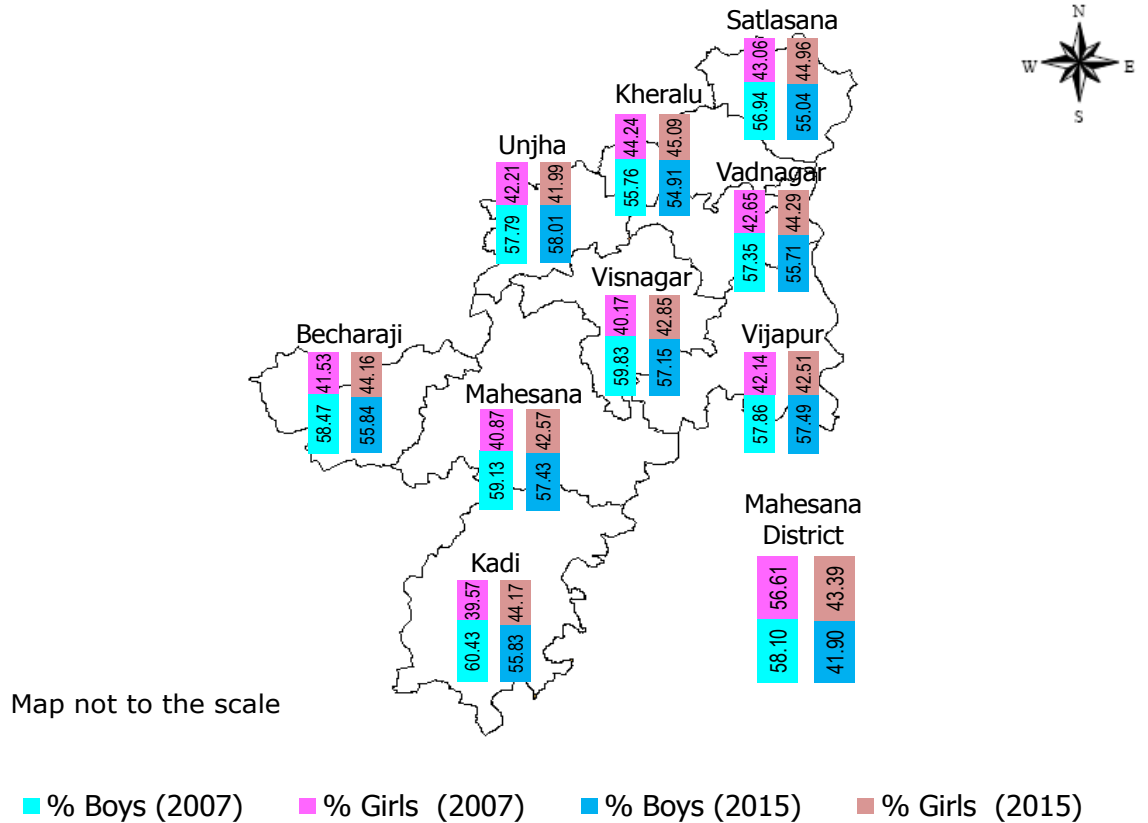 N
W
E
S
Satlasana
43.06
44.96
56.94
55.04
Kheralu
44.24
45.09
55.76
54.91
Unjha
42.21
41.99
57.79
58.01
Vadnagar
42.65
44.29
57.35
55.71
Visnagar
40.17
42.85
59.83
57.15
Becharaji
41.53
44.16
58.47
55.84
Vijapur
42.14
42.51
57.86
57.49
Mahesana
40.87
42.57
59.13
57.43
Mahesana
District
56.61
43.39
58.10
41.90
Kadi
39.57
44.17
60.43
55.83
Map not to the scale
% Boys (2007)
% Girls (2007)
% Boys (2015)
% Girls (2015)